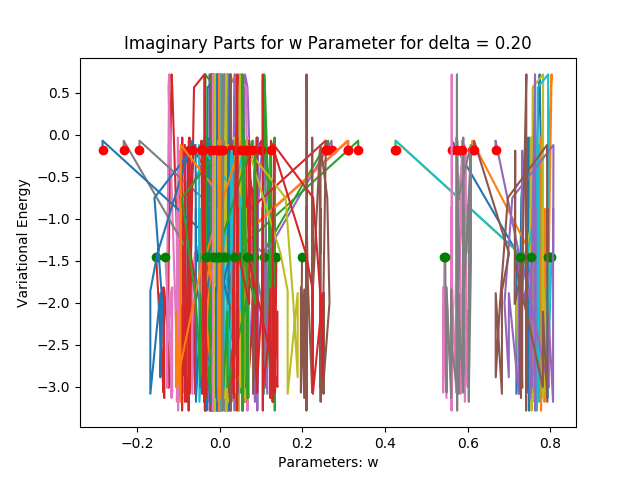 Imaginary Parts for w Parameter for delta = 0.20
0.5
0.0
−0.5
−1.0
−1.5
−2.0
−2.5
−3.0
Variational Energy
−0.2 0.0 0.2 0.4 0.6 0.8
Parameters: w